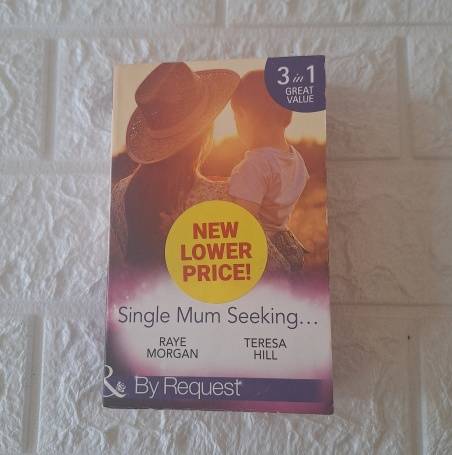 3 in 1
GREAT
VALUE
NEW
LOWER
PRICE!
Single Mum Seeking...
RAYE
MORGAN
TERESA
HILL
& By Request